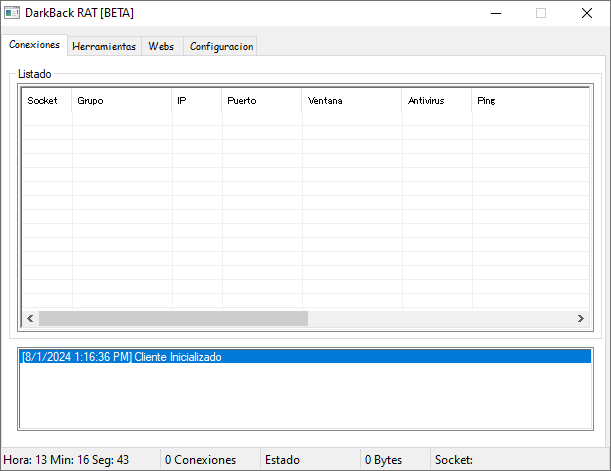 DarkBack RAT [BETA]
Conexiones Herramientas Webs Configuracion
Listado
Socket Grupo IP Puerto Ventana Antivirus Ping
[8/1/2024 1:16:36 PM] Cliente Inicializado
Hora: 13 Min: 16 Seg: 43 0 Conexiones Estado 0 Bytes Socket: